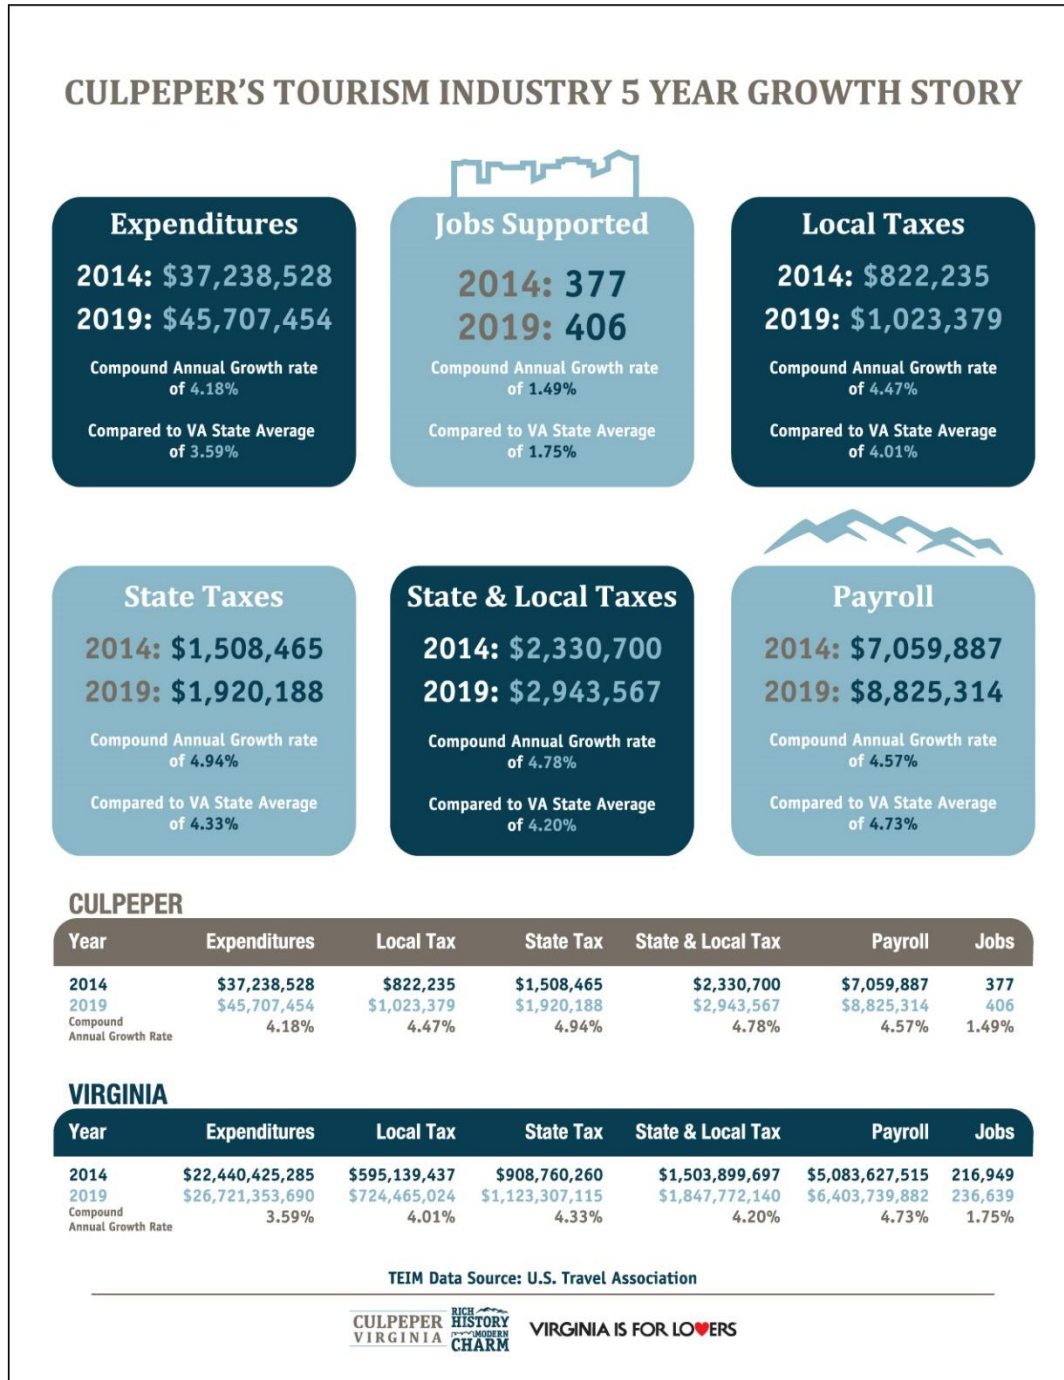 CULPEPER'S TOURISM INDUSTRY 5 YEAR GROWTH STORY
Expenditures
2014: $37,238,528
2019: $45,707,454
Compound Annual Growth rate
of 4.18%
Compared to VA State Average
of 3.59%
Jobs Supported
2014: 377
2019: 406
Compound Annual Growth rate
of 1.49%
Compared to VA State Average
of 1.75%
Local Taxes
2014: $822,235
2019: $1,023,379
Compound Annual Growth rate
of 4.47%
Compared to VA State Average
of 4.01%
State Taxes
2014: $1,508,465
2019: $1,920,188
Compound Annual Growth rate
of 4.94%
Compared to VA State Average
of 4.33%
State & Local Taxes
2014: $2,330,700
2019: $2,943,567
Compound Annual Growth rate
of 4.78%
Compared to VA State Average
of 4.20%
Payroll
2014: $7,059,887
2019: $8,825,314
Compound Annual Growth rate
of 4.57%
Compared to VA State Average
of 4.73%
CULPEPER
Year Expenditures Local Tax State Tax State & Local Tax Payroll Jobs
2014 $37,238,528 $822,235 $1,508,465 $2,330,700 $7,059,887 377
2019 $45,707,454 $1,023,379 $1,920,188 $2,943,567 $8,825,314 406
Compound
Annual Growth Rate 4.18% 4.47% 4.94% 4.78% 4.57% 1.49%
VIRGINIA
Year Expenditures Local Tax State Tax State & Local Tax Payroll Jobs
2014 $22,440,425,285 $595,139,437 $908,760,260 $1,503,899,697 $5,083,627,515 216,949
2019 $26,721,353,690 $724,465,024 $1,123,307,115 $1,847,772,140 $6,403,739,882 236,639
Compound
Annual Growth Rate 3.59% 4.01% 4.33% 4.20% 4.73% 1.75%
TEIM Data Source: U.S. Travel Association
CULPEPER
VIRGINIA
RICH
HISTORY
MODERN
CHARM
VIRGINIA IS FOR LO♥ERS